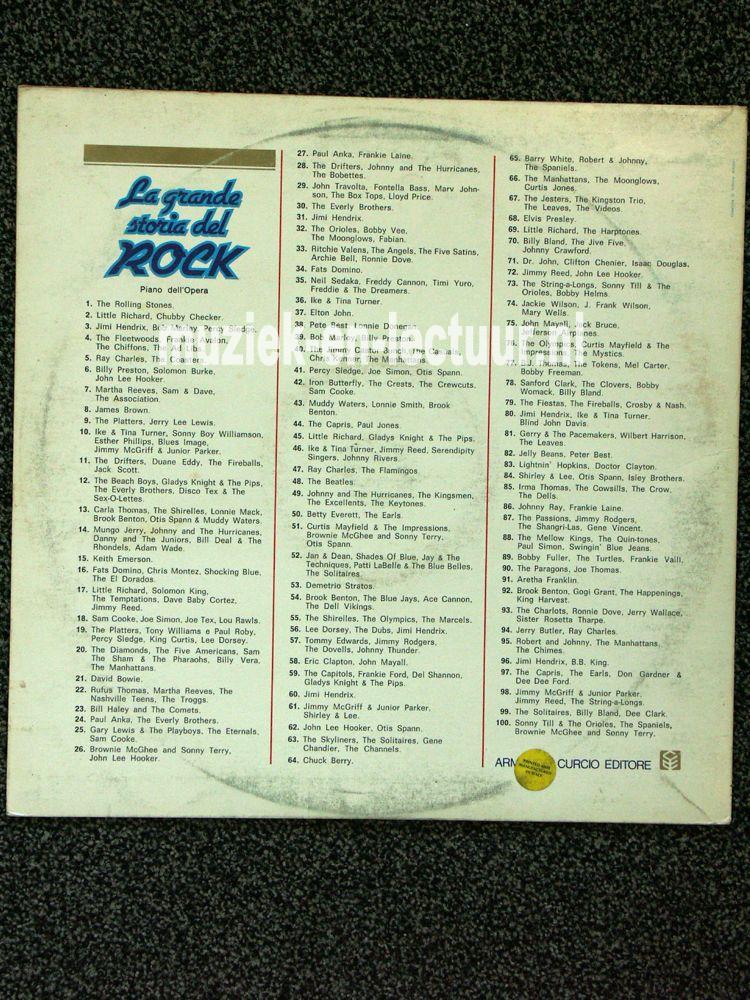 La grande
storia del
ROCK
Piano dell'Opera
1. The Rolling Stones.
2. Little Richard, Chubby Checker.
3. Jimi Hendrix, Bob Marley, Percy Sledge.
4. The Fleetwoods, Frankie Avalon,
The Chiffons, The
5. Ray Charles, The Coasters.
6. Billy Preston, Solomon Burke,
John Lee Hooker.
7. Martha Reeves, Sam & Dave,
The Association.
8. James Brown.
9. The Platters, Jerry Lee Lewis.
10. Ike & Tina Turner, Sonny Boy Williamson,
Esther Phillips, Blues Image,
Jimmy McGriff & Junior Parker.
11. The Drifters, Duane Eddy, The Fireballs,
Jack Scott.
12. The Beach Boys, Gladys Knight & The Pips,
The Everly Brothers, Disco Tex & The
Sex-O-Lettes.
13. Carla Thomas, The Shirelles, Lonnie Mack,
Brook Benton, Otis Spann & Muddy Waters.
14. Mungo Jerry, Johnny and The Hurricanes,
Danny and The Juniors, Bill Deal & The
Rhondels, Adam Wade.
15. Keith Emerson.
16. Fats Domino, Chris Montez, Shocking Blue,
The El Dorados.
17. Little Richard, Solomon King,
The Temptations, Dave Baby Cortez,
Jimmy Reed.
18. Sam Cooke, Joe Simon, Joe Tex, Lou Rawls.
19. The Platters, Tony Williams e Paul Roby,
Percy Sledge, King Curtis, Lee Dorsey.
20. The Diamonds, The Five Americans, Sam
The Sham & The Pharaohs, Billy Vera,
The Manhattans.
21. David Bowie.
22. Rufus Thomas, Martha Reeves, The
Nashville Teens, The Troggs.
23. Bill Haley and The Comets.
24. Paul Anka, The Everly Brothers.
25. Gary Lewis & The Playboys, The Eternals,
Sam Cooke.
26. Brownie McGhee and Sonny Terry,
John Lee Hooker.
27. Paul Anka, Frankie Laine.
28. The Drifters, Johnny and The Hurricanes,
The Bobettes.
29. John Travolta, Fontella Bass, Marv John-
son, The Box Tops, Lloyd Price.
30. The Everly Brothers.
31. Jimi Hendrix.
32. The Orioles, Bobby Vee,
The Moonglows, Fabian.
33. Ritchie Valens, The Angels, The Five Satins,
Archie Bell, Ronnie Dove.
34. Fats Domino.
35. Neil Sedaka, Freddy Cannon, Timi Yuro,
Freddie & The Dreamers.
36. Ike & Tina Turner.
37. Elton John.
38. Pete Best, Lonnie Donegan.
39. Bob Marley, Billy Preston.
40. The Jimmy Castor Bunch, The Capitals,
Chris Montez, The Manhattans.
41. Percy Sledge, Joe Simon, Otis Spann.
42. Iron Butterfly, The Creats, The Crewcuts,
Sam Cooke.
43. Muddy Waters, Lonnie Smith, Brook
Benton.
44. The Capris, Paul Jones.
45. Little Richard, Gladys Knight & The Pips.
46. Ike & Tina Turner, Jimmy Reed, Serendipity
Singers, Johnny Rivers.
47. Ray Charles, The Flamingos.
48. The Beatles.
49. Johnny and The Hurricanes, The Kingsmen,
The Excellents, The Keytones.
50. Betty Everett, The Earls.
51. Curtis Mayfield & The Impressions,
Brownie McGhee and Sonny Terry,
Otis Spann.
52. Jan & Dean, Shades Of Blue, Jay & The
Techniques, Patti LaBelle & The Blue Belles,
The Solitaires.
53. Demetrio Stratos.
54. Brook Benton, The Blue Jays, Ace Cannon,
The Dell Vikings.
55. The Shirelles, The Olympics, The Marcels.
56. Lee Dorsey, The Dubs, Jimi Hendrix.
57. Tommy Edwards, Jimmy Rodgers,
The Dovells, Johnny Thunder.
58. Eric Clapton, John Mayall.
59. The Capitols, Frankie Ford, Del Shannon,
Gladys Knight & The Pips.
60. Jimi Hendrix.
61. Jimmy McGriff & Junior Parker,
Shirley & Lee.
62. John Lee Hooker, Otis Spann.
63. The Skyliners, The Solitaires, Gene
Chandler, The Channels.
64. Chuck Berry.
65. Barry White, Robert & Johnny,
The Spaniels.
66. The Manhattans, The Moonglows,
Curtis Jones.
67. The Jesters, The Kingston Trio,
The Leaves, The Videos.
68. Elvis Presley.
69. Little Richard, The Harptones.
70. Billy Bland, The Jive Five,
Johnny Crawford.
71. Dr. John, Clifton Chenier, Isaac Douglas.
72. Jimmy Reed, John Lee Hooker.
73. The String-a-Longs, Sonny Till & The
Orioles, Bobby Helms.
74. Jackie Wilson, J. Frank Wilson,
Mary Wells.
75. John Mayall, Jack Bruce,
Jefferson Airplanes.
76. The Olympics, Curtis Mayfield & The
Impressions, The Mystics.
77. B.J. Thomas, The Tokens, Mel Carter,
Bobby Freeman.
78. Sanford Clark, The Clovers, Bobby
Womack, Billy Bland.
79. The Fiestas, The Fireballs, Crosby & Nash.
80. Jimi Hendrix, Ike & Tina Turner,
Blind John Davis.
81. Gerry & The Pacemakers, Wilbert Harrison,
The Leaves.
82. Jelly Beans, Peter Best.
83. Lightnin' Hopkins, Doctor Clayton.
84. Shirley & Lee, Otis Spann, Isley Brothers.
85. Irma Thomas, The Cowsills, The Crow,
The Dells.
86. Johnny Ray, Frankie Laine.
87. The Passions, Jimmy Rodgers,
The Shangri-Las, Gene Vincent.
88. The Mellow Kings, The Quin-tones,
Paul Simon, Swingin' Blue Jeans.
89. Bobby Fuller, The Turtles, Frankie Valli.
90. The Paragons, Joe Thomas.
91. Aretha Franklin.
92. Brook Benton, Gogi Grant, The Happenings,
King Harvest.
93. The Charlots, Ronnie Dove, Jerry Wallace,
Sister Rosetta Tharpe.
94. Jerry Butler, Ray Charles.
95. Robert and Johnny, The Manhattans,
The Chimes.
96. Jimi Hendrix, B.B. King.
97. The Capris, The Earls, Don Gardner &
Dee Dee Ford.
98. Jimmy McGriff & Junior Parker,
Jimmy Reed, The String-a-Longs.
99. The Solitaires, Billy Bland, Dee Clark.
100. Sonny Till & The Orioles, The Spaniels,
Brownie McGhee and Sonny Terry.
ARM CURCIO EDITORE
muziek-en-lectuur.nl